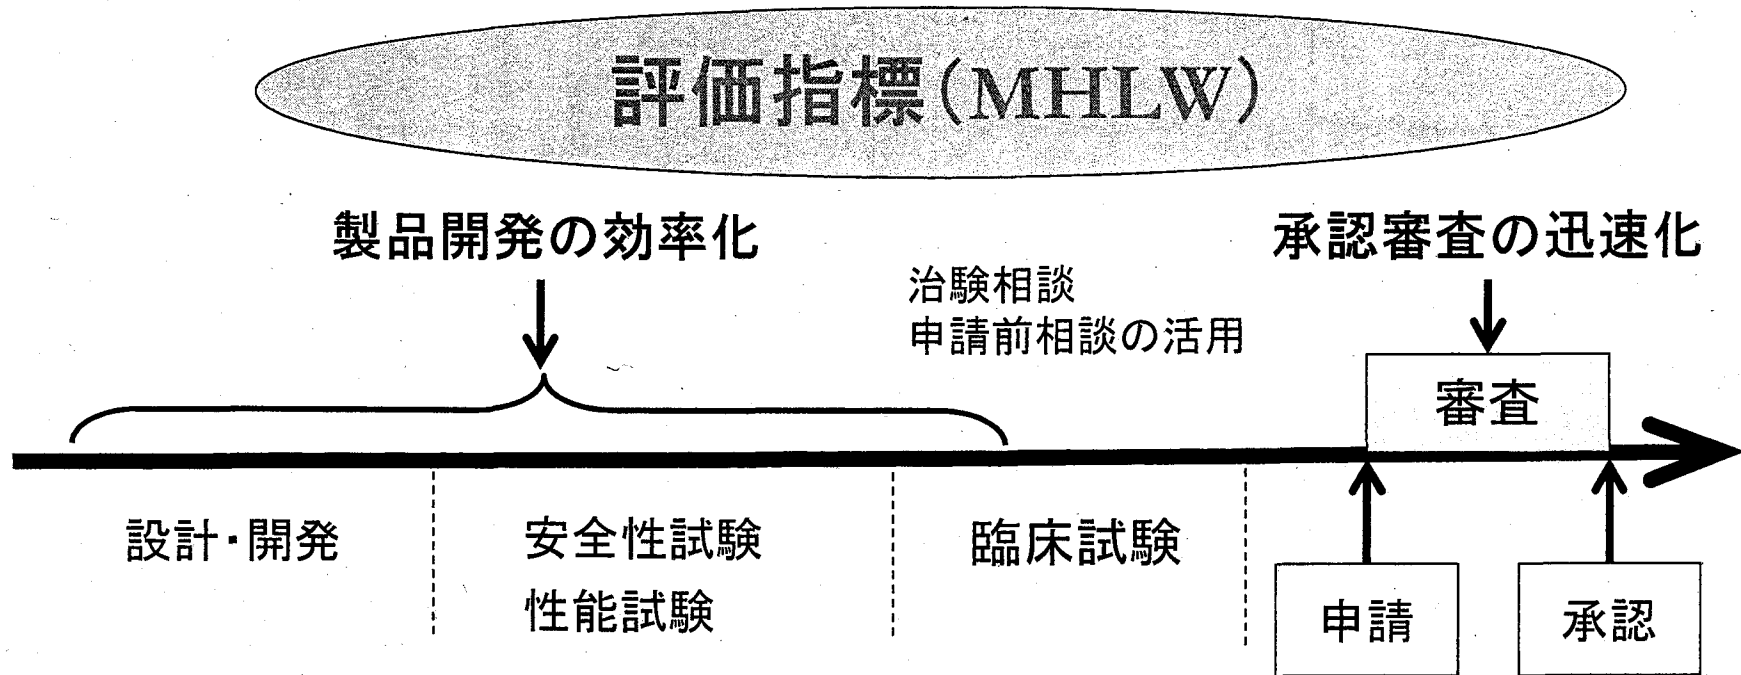 評価指標(MHLW)
製品開発の効率化
承認審査の迅速化
治験相談
申請前相談の活用
審査
設計・開発
安全性試験
性能試験
臨床試験
申請
承認